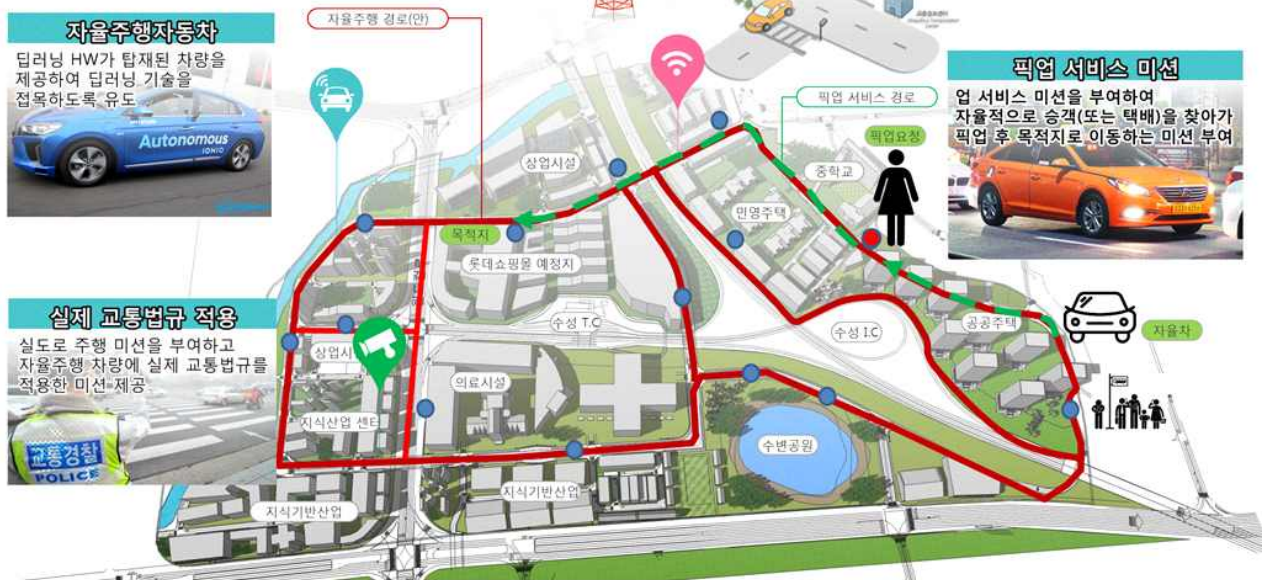 자율주행자동차
딥러닝 HW가 탑재된 차량을
제공하여 딥러닝 기술을
접목하도록 유도
Autonomous
IONIQ
자율주행 경로(안)
교통정보센터
픽업 서비스 미션
업 서비스 미션을 부여하여
자율적으로 승객(또는 택배)을 찾아가
픽업 후 목적지로 이동하는 미션 부여
픽업 서비스 경로
픽업요청
상업시설
중학교
민영주택
목적지
롯데쇼핑몰 예정지
실제 교통법규 적용
실도로 주행 미션을 부여하고
자율주행 차량에 실제 교통법규를
적용한 미션 제공
교통경찰
POLICE
수성 T.C
수성 I.C
공공주택
자율차
상업시
의료시설
지식산업 센터
수변공원
지식기반산업
지식기반산업